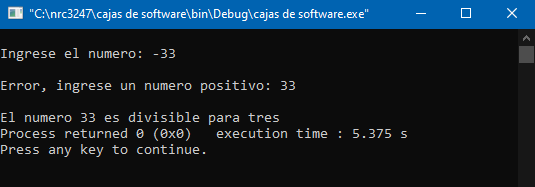 "C:\nrc3247\cajas de software\bin\Debug\cajas de software.exe"
Ingrese el numero: -33
Error, ingrese un numero positivo: 33
El numero 33 es divisible para tres
Process returned 0 (0x0)   execution time : 5.375 s
Press any key to continue.